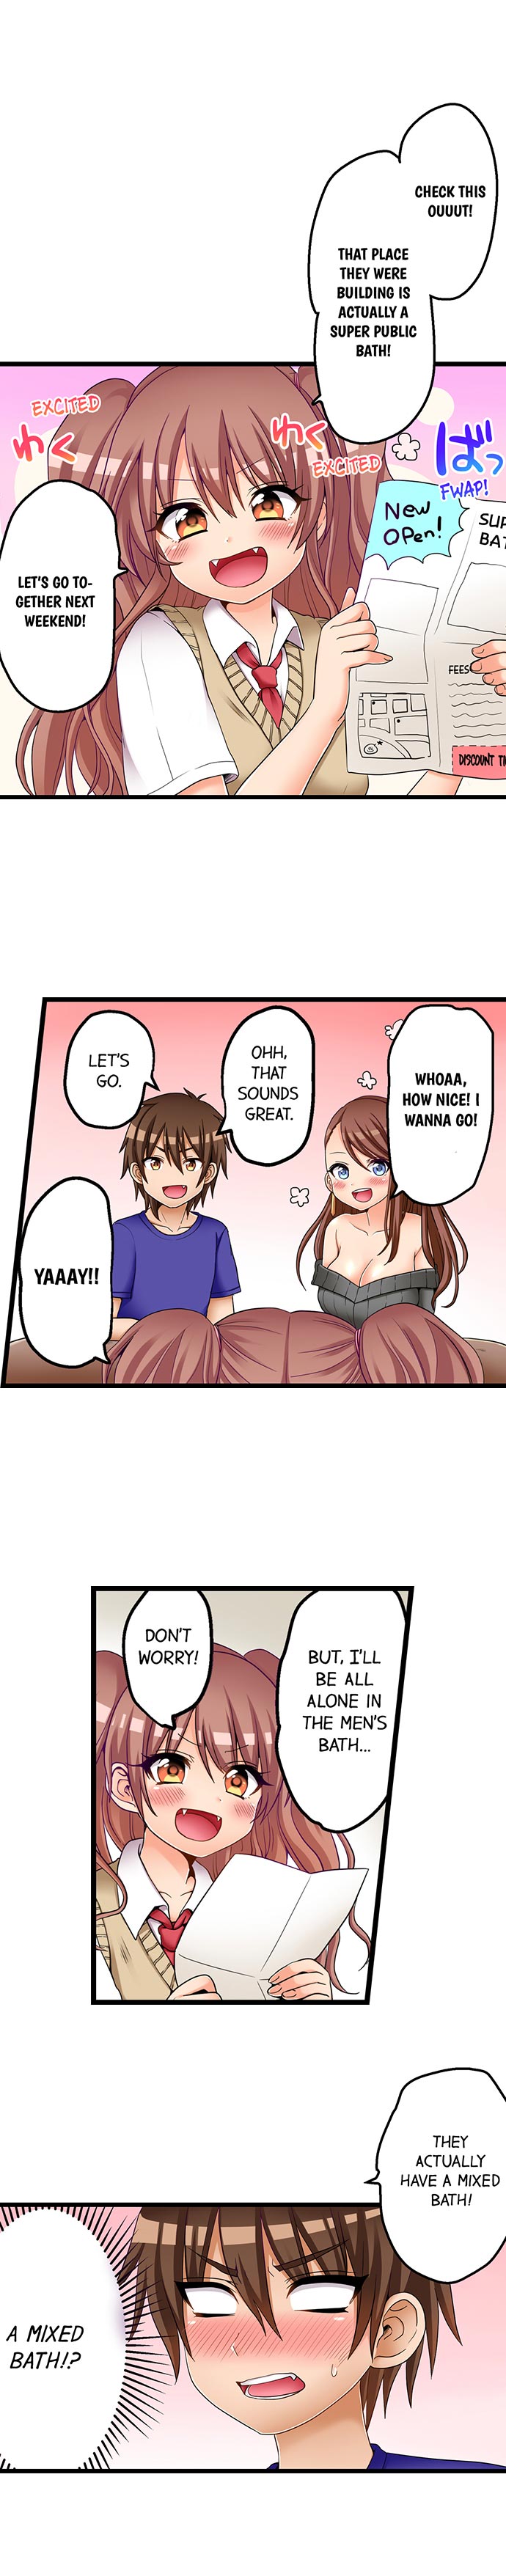 CHECK THIS
OUUUT!
THAT PLACE
THEY WERE
BUILDING IS
ACTUALLY A
SUPER PUBLIC
BATH!
EXCITED
わく
わく
EXCITED
ばっ
FWAP!
New
OPen!
SUP
BAT
FEES
DISCOUNT TI
LET'S GO TO-
GETHER NEXT
WEEKEND!
WHOAA,
HOW NICE! I
WANNA GO!
OHH,
THAT
SOUNDS
GREAT.
LET'S
GO.
YAAAY!!
BUT, I'LL
BE ALL
ALONE IN
THE MEN'S
BATH...
DON'T
WORRY!
THEY
ACTUALLY
HAVE A MIXED
BATH!
A MIXED
BATH!?